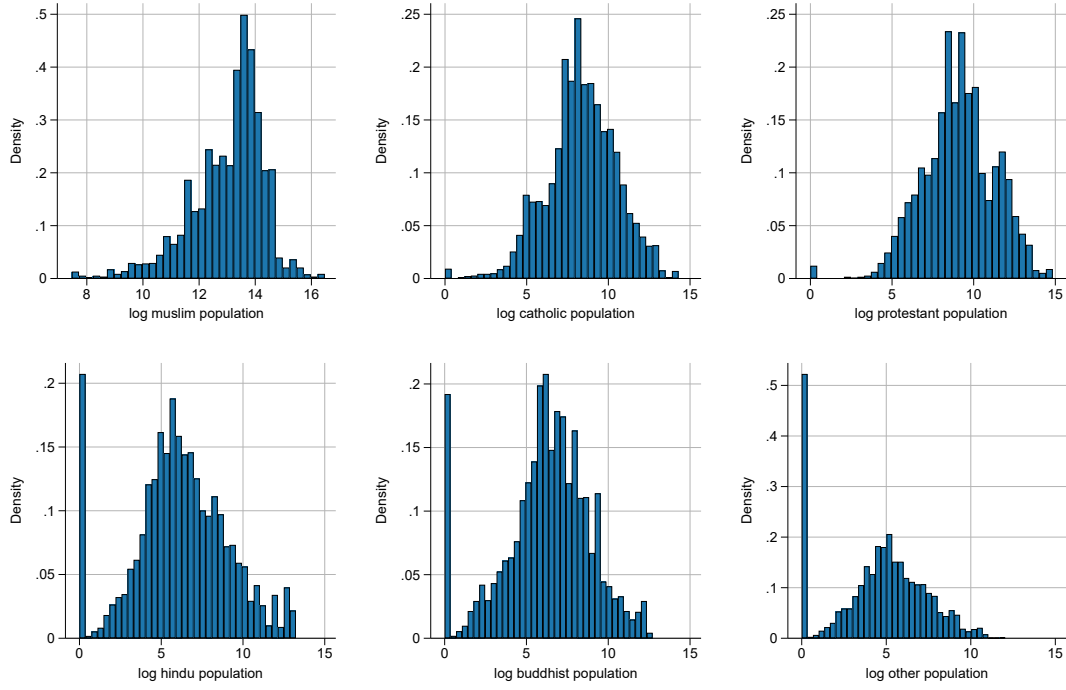 Density
.5
.4
.3
.2
.1
0
8 10 12 14 16
log muslim population
Density
.25
.2
.15
.1
.05
0
0 5 10 15
log catholic population
Density
.25
.2
.15
.1
.05
0
0 5 10 15
log protestant population
Density
.2
.15
.1
.05
0
0 5 10 15
log hindu population
Density
.2
.15
.1
.05
0
0 5 10 15
log buddhist population
Density
.5
.4
.3
.2
.1
0
0 5 10 15
log other population